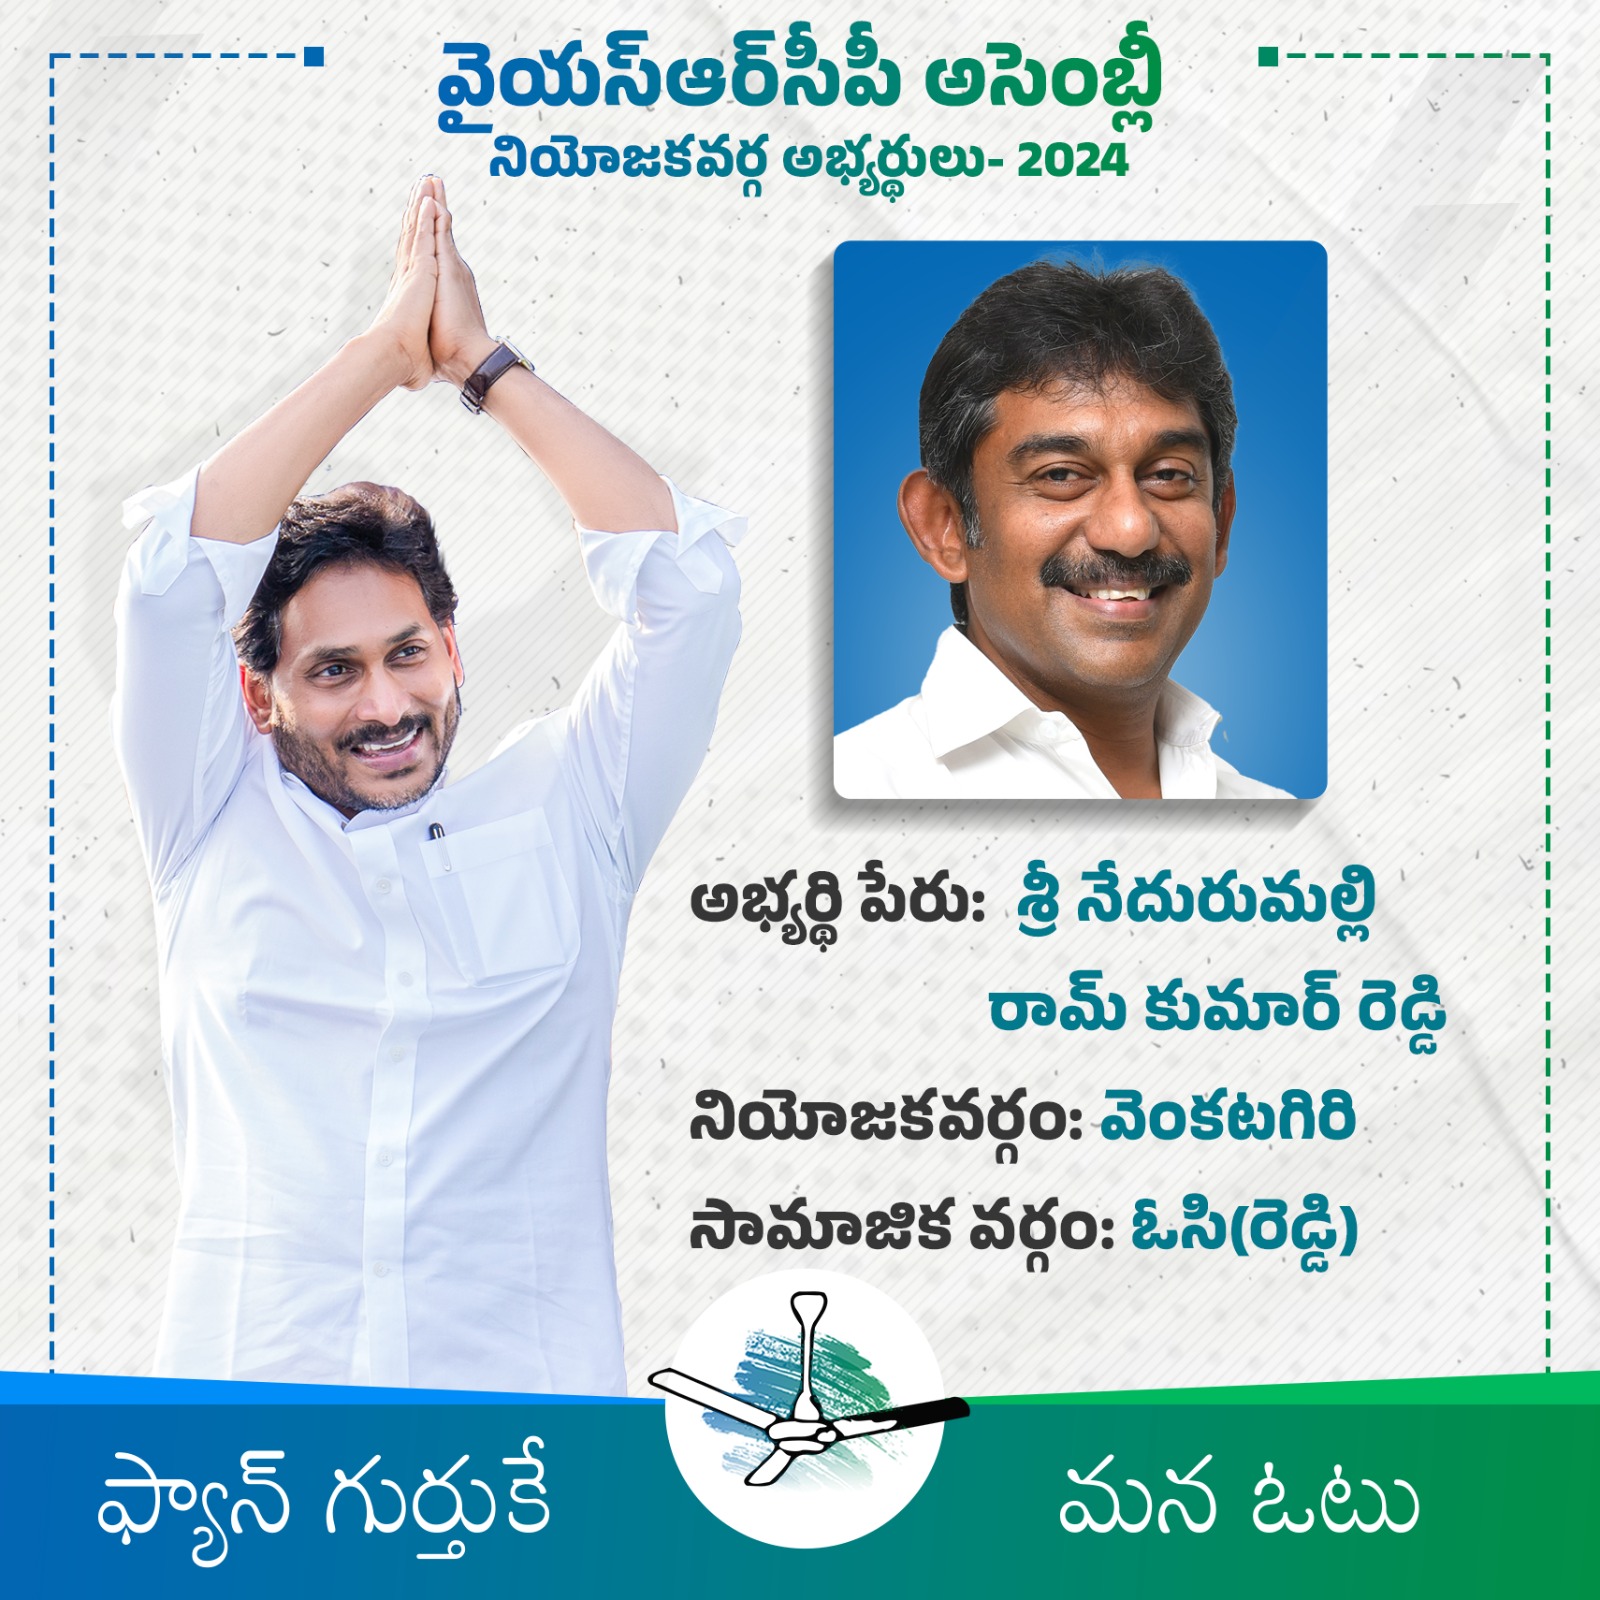 వైయస్ఆర్‌సీపీ అసెంబ్లీ
నియోజకవర్గ అభ్యర్థులు- 2024
అభ్యర్థి పేరు: శ్రీ నేదురుమల్లి
రామ్ కుమార్ రెడ్డి
నియోజకవర్గం: వెంకటగిరి
సామాజిక వర్గం: ఓసి(రెడ్డి)
ఫ్యాన్ గుర్తుకే మన ఓటు